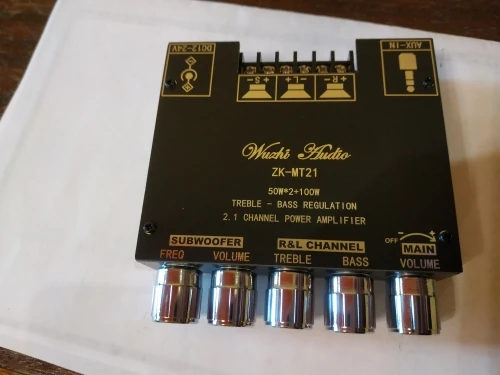 DC12-24V
+ S -
- L +
+ R -
AUX-IN
Wuzhi Audio
ZK-MT21
50W*2+100W
TREBLE - BASS REGULATION
2.1 CHANNEL POWER AMPLIFIER
SUBWOOFER
R&L CHANNEL
OFF - +
MAIN
FREQ
VOLUME
TREBLE
BASS
VOLUME